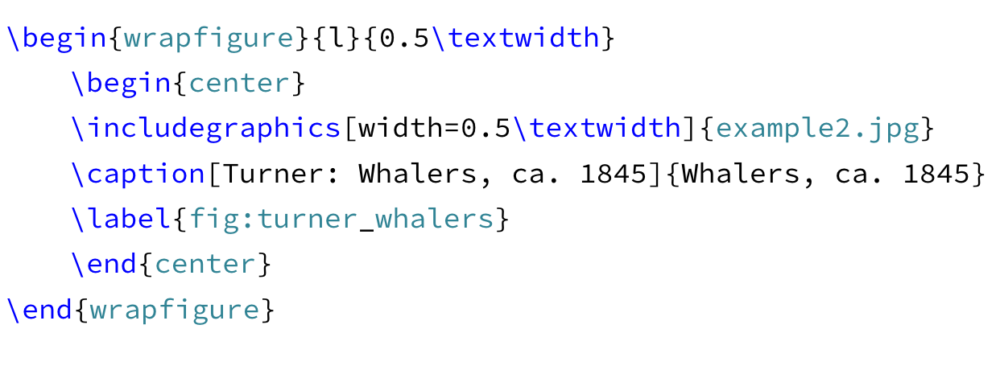 \begin{wrapfigure}{l}{0.5\textwidth}
    \begin{center}
    \includegraphics[width=0.5\textwidth]{example2.jpg}
    \caption[Turner: Whalers, ca. 1845]{Whalers, ca. 1845}
    \label{fig:turner_whalers}
    \end{center}
\end{wrapfigure}